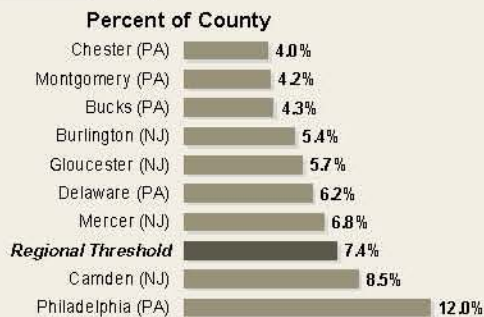 Percent of County
Chester (PA) 4.0%
Montgomery (PA) 4.2%
Bucks (PA) 4.3%
Burlington (NJ) 5.4%
Gloucester (NJ) 5.7%
Delaware (PA) 6.2%
Mercer (NJ) 6.8%
Regional Threshold 7.4%
Camden (NJ) 8.5%
Philadelphia (PA) 12.0%